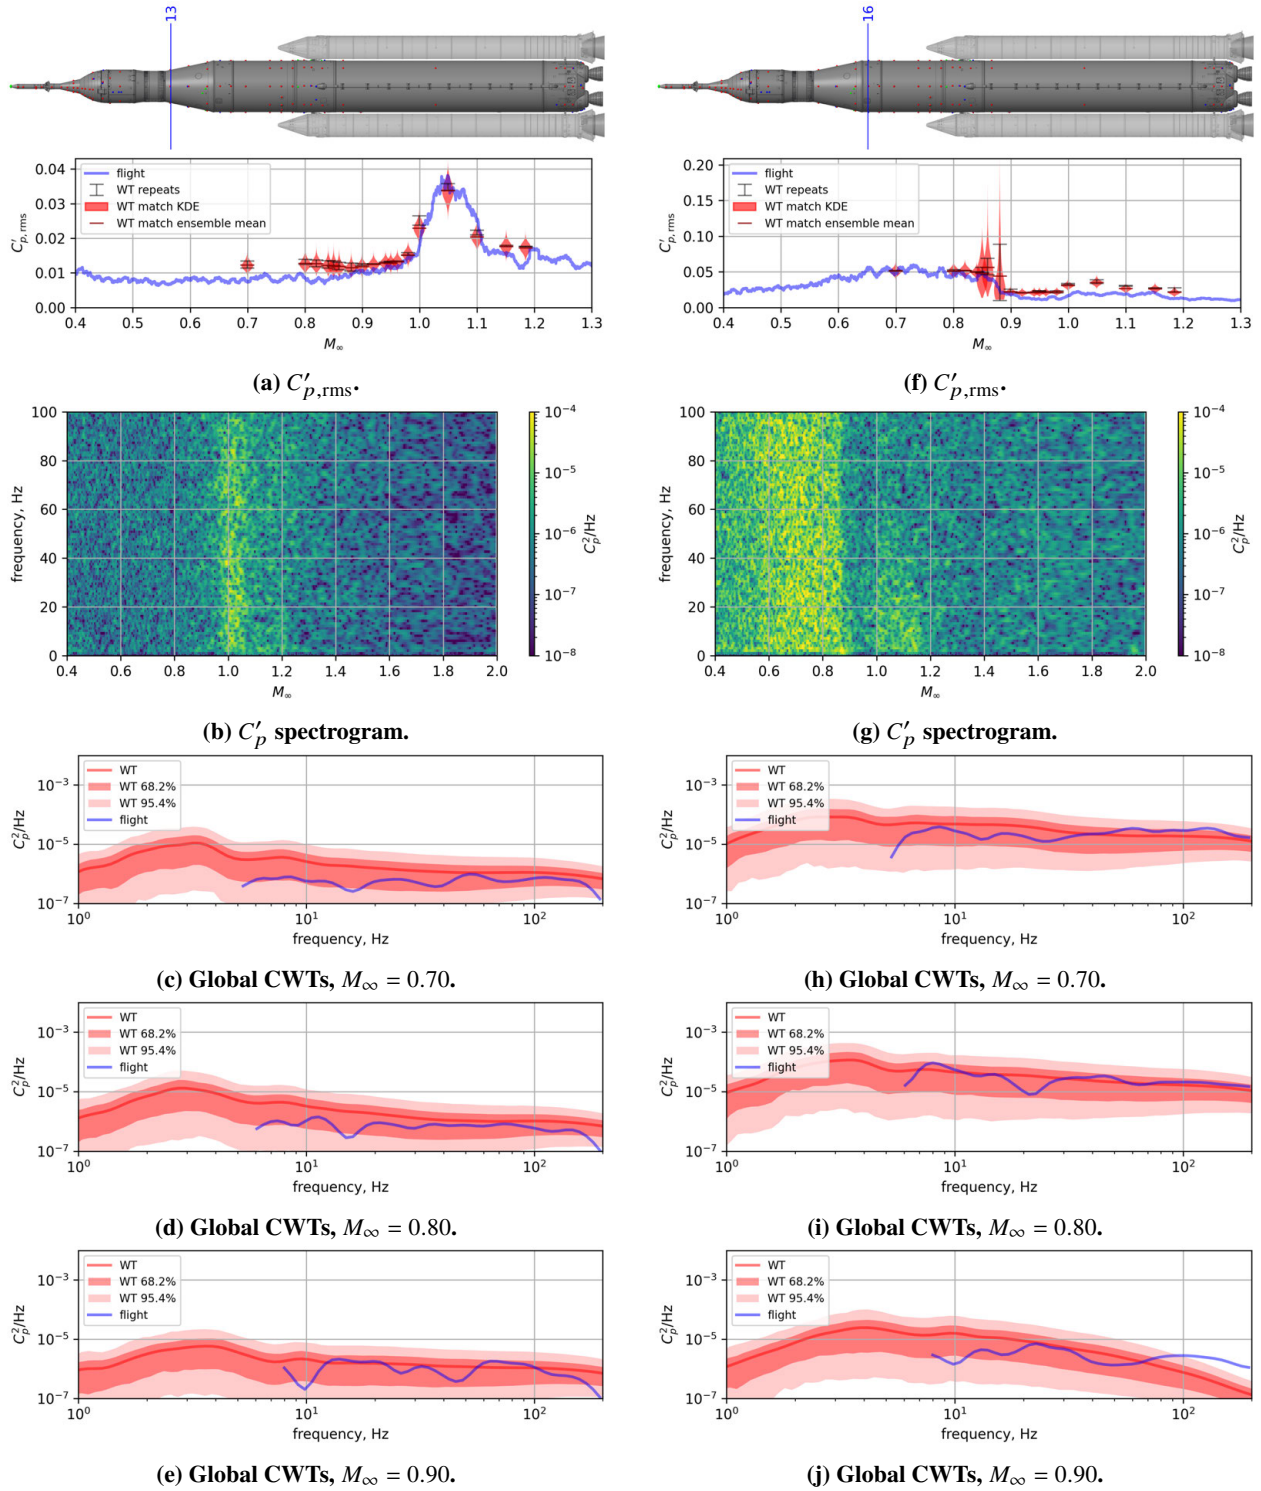 13
0.04
0.03
0.02
0.01
0.00
C′p,rms
flight
WT repeats
WT match KDE
WT match ensemble mean
0.4 0.5 0.6 0.7 0.8 0.9 1.0 1.1 1.2 1.3
M∞
(a) C′p,rms.
100
80
60
40
20
0
frequency, Hz
0.4 0.6 0.8 1.0 1.2 1.4 1.6 1.8 2.0
M∞
10⁻⁴
10⁻⁵
10⁻⁶
10⁻⁷
10⁻⁸
C²p/Hz
(b) C′p spectrogram.
WT
WT 68.2%
WT 95.4%
flight
10⁻³
10⁻⁵
10⁻⁷
C²p/Hz
10⁰ 10¹ 10²
frequency, Hz
(c) Global CWTs, M∞ = 0.70.
WT
WT 68.2%
WT 95.4%
flight
10⁻³
10⁻⁵
10⁻⁷
C²p/Hz
10⁰ 10¹ 10²
frequency, Hz
(d) Global CWTs, M∞ = 0.80.
WT
WT 68.2%
WT 95.4%
flight
10⁻³
10⁻⁵
10⁻⁷
C²p/Hz
10⁰ 10¹ 10²
frequency, Hz
(e) Global CWTs, M∞ = 0.90.
16
0.20
0.15
0.10
0.05
0.00
C′p,rms
flight
WT repeats
WT match KDE
WT match ensemble mean
0.4 0.5 0.6 0.7 0.8 0.9 1.0 1.1 1.2 1.3
M∞
(f) C′p,rms.
100
80
60
40
20
0
frequency, Hz
0.4 0.6 0.8 1.0 1.2 1.4 1.6 1.8 2.0
M∞
10⁻⁴
10⁻⁵
10⁻⁶
10⁻⁷
10⁻⁸
C²p/Hz
(g) C′p spectrogram.
WT
WT 68.2%
WT 95.4%
flight
10⁻³
10⁻⁵
10⁻⁷
C²p/Hz
10⁰ 10¹ 10²
frequency, Hz
(h) Global CWTs, M∞ = 0.70.
WT
WT 68.2%
WT 95.4%
flight
10⁻³
10⁻⁵
10⁻⁷
C²p/Hz
10⁰ 10¹ 10²
frequency, Hz
(i) Global CWTs, M∞ = 0.80.
WT
WT 68.2%
WT 95.4%
flight
10⁻³
10⁻⁵
10⁻⁷
C²p/Hz
10⁰ 10¹ 10²
frequency, Hz
(j) Global CWTs, M∞ = 0.90.